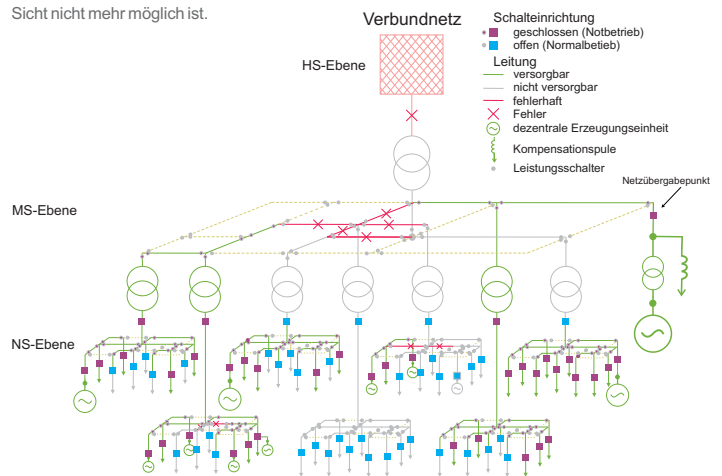 Sicht nicht mehr möglich ist.
Verbundnetz
HS-Ebene
Schalteinrichtung
geschlossen (Notbetrieb)
offen (Normalbetieb)
Leitung
versorgbar
nicht versorgbar
fehlerhaft
Fehler
dezentrale Erzeugungseinheit
Kompensationspule
Leistungsschalter
Netzübergabepunkt
MS-Ebene
NS-Ebene